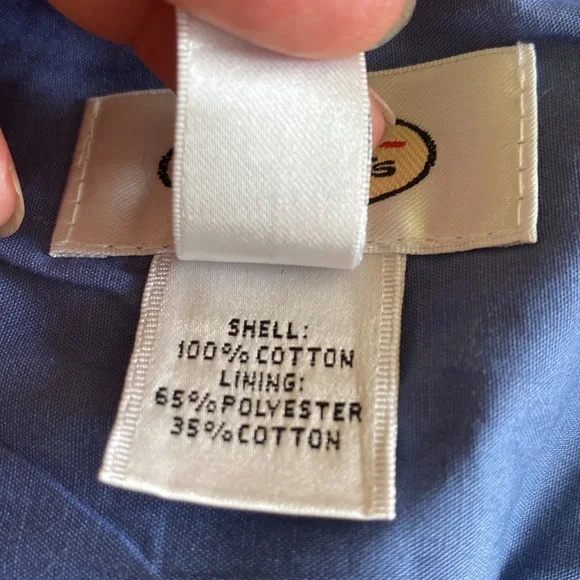 SHELL:
100% COTTON
LINING:
65% POLYESTER
35% COTTON